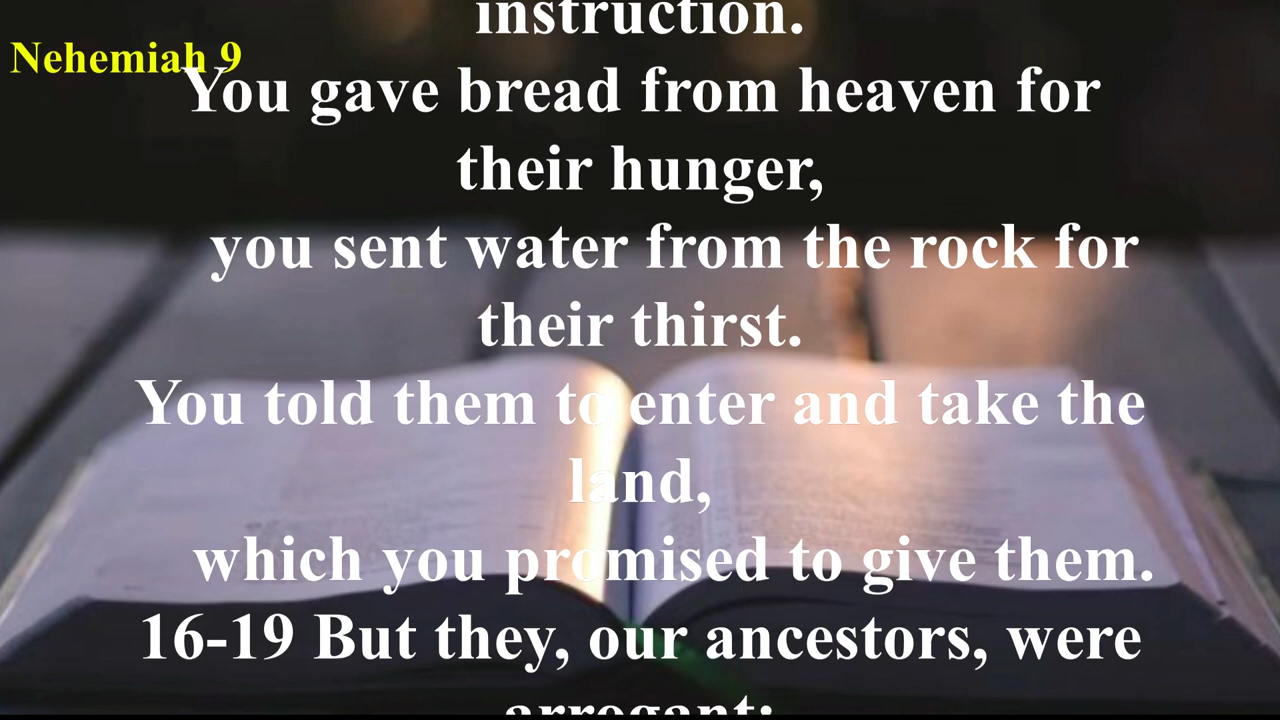 instruction.
Nehemiah 9
You gave bread from heaven for
their hunger,
you sent water from the rock for
their thirst.
You told them to enter and take the
land,
which you promised to give them.
16-19 But they, our ancestors, were
arrogant;